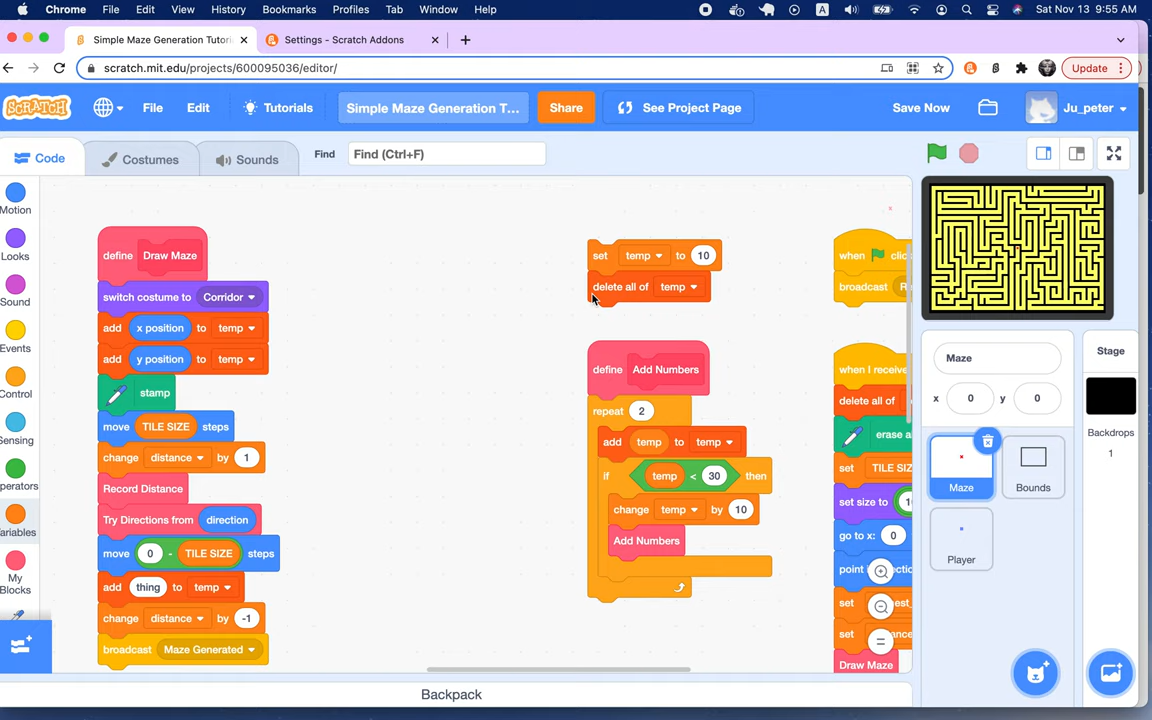 Chrome File Edit View History Bookmarks Profiles Tab Window Help A Sat Nov 13 9:55 AM
Simple Maze Generation Tutori Settings - Scratch Addons
scratch.mit.edu/projects/600095036/editor/ Update
SCRATCH File Edit Tutorials Simple Maze Generation T... Share See Project Page Save Now Ju_peter
Code Costumes Sounds Find Find (Ctrl+F)
Motion
Looks
Sound
Events
Control
Sensing
perators
ariables
My
Blocks
define Draw Maze
switch costume to Corridor
add x position to temp
add y position to temp
stamp
move TILE SIZE steps
change distance by 1
Record Distance
Try Directions from direction
move 0 - TILE SIZE steps
add thing to temp
change distance by -1
broadcast Maze Generated
set temp to 10
delete all of temp
define Add Numbers
repeat 2
add temp to temp
if temp < 30 then
change temp by 10
Add Numbers
when clic
broadcast R
when I receive
delete all of
erase a
set TILE SIZ
set size to 1
go to x: 0
point
set
set
Draw Maze
Maze
x 0 y 0
Maze
Bounds
Player
Stage
Backdrops
1
Backpack